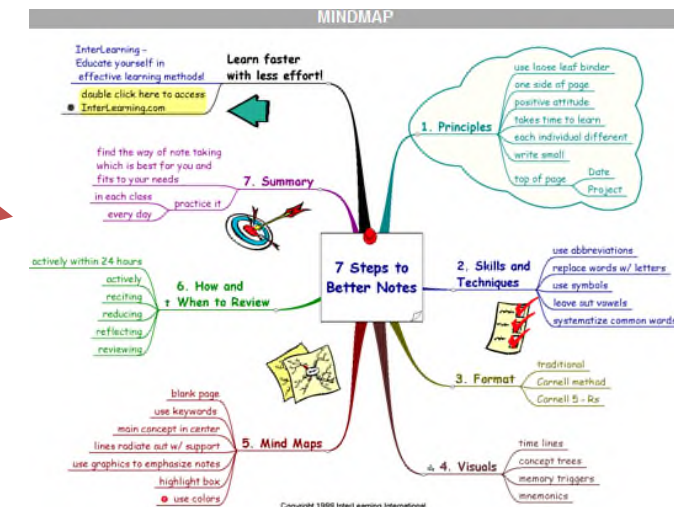 MINDMAP
InterLearning –
Educate yourself in
effective learning methods!
double click here to access
InterLearning.com
Learn faster
with less effort!
1. Principles
use loose leaf binder
one side of page
positive attitude
takes time to learn
each individual different
write small
top of page
Date
Project
find the way of note taking
which is best for you and
fits to your needs
7. Summary
in each class
every day
practice it
7 Steps to
Better Notes
2. Skills and
Techniques
use abbreviations
replace words w/ letters
use symbols
leave out vowels
systematize common words
actively within 24 hours
actively
reciting
reducing
reflecting
reviewing
6. How and
? When to Review
3. Format
traditional
Carnell method
Carnell 5 - Rs
blank page
use keywords
main concept in center
lines radiate out w/ support
use graphics to emphasize notes
highlight box
use colors
5. Mind Maps
4. Visuals
time lines
concept trees
memory triggers
mnemonics
Copyright 1998 InterLearning International